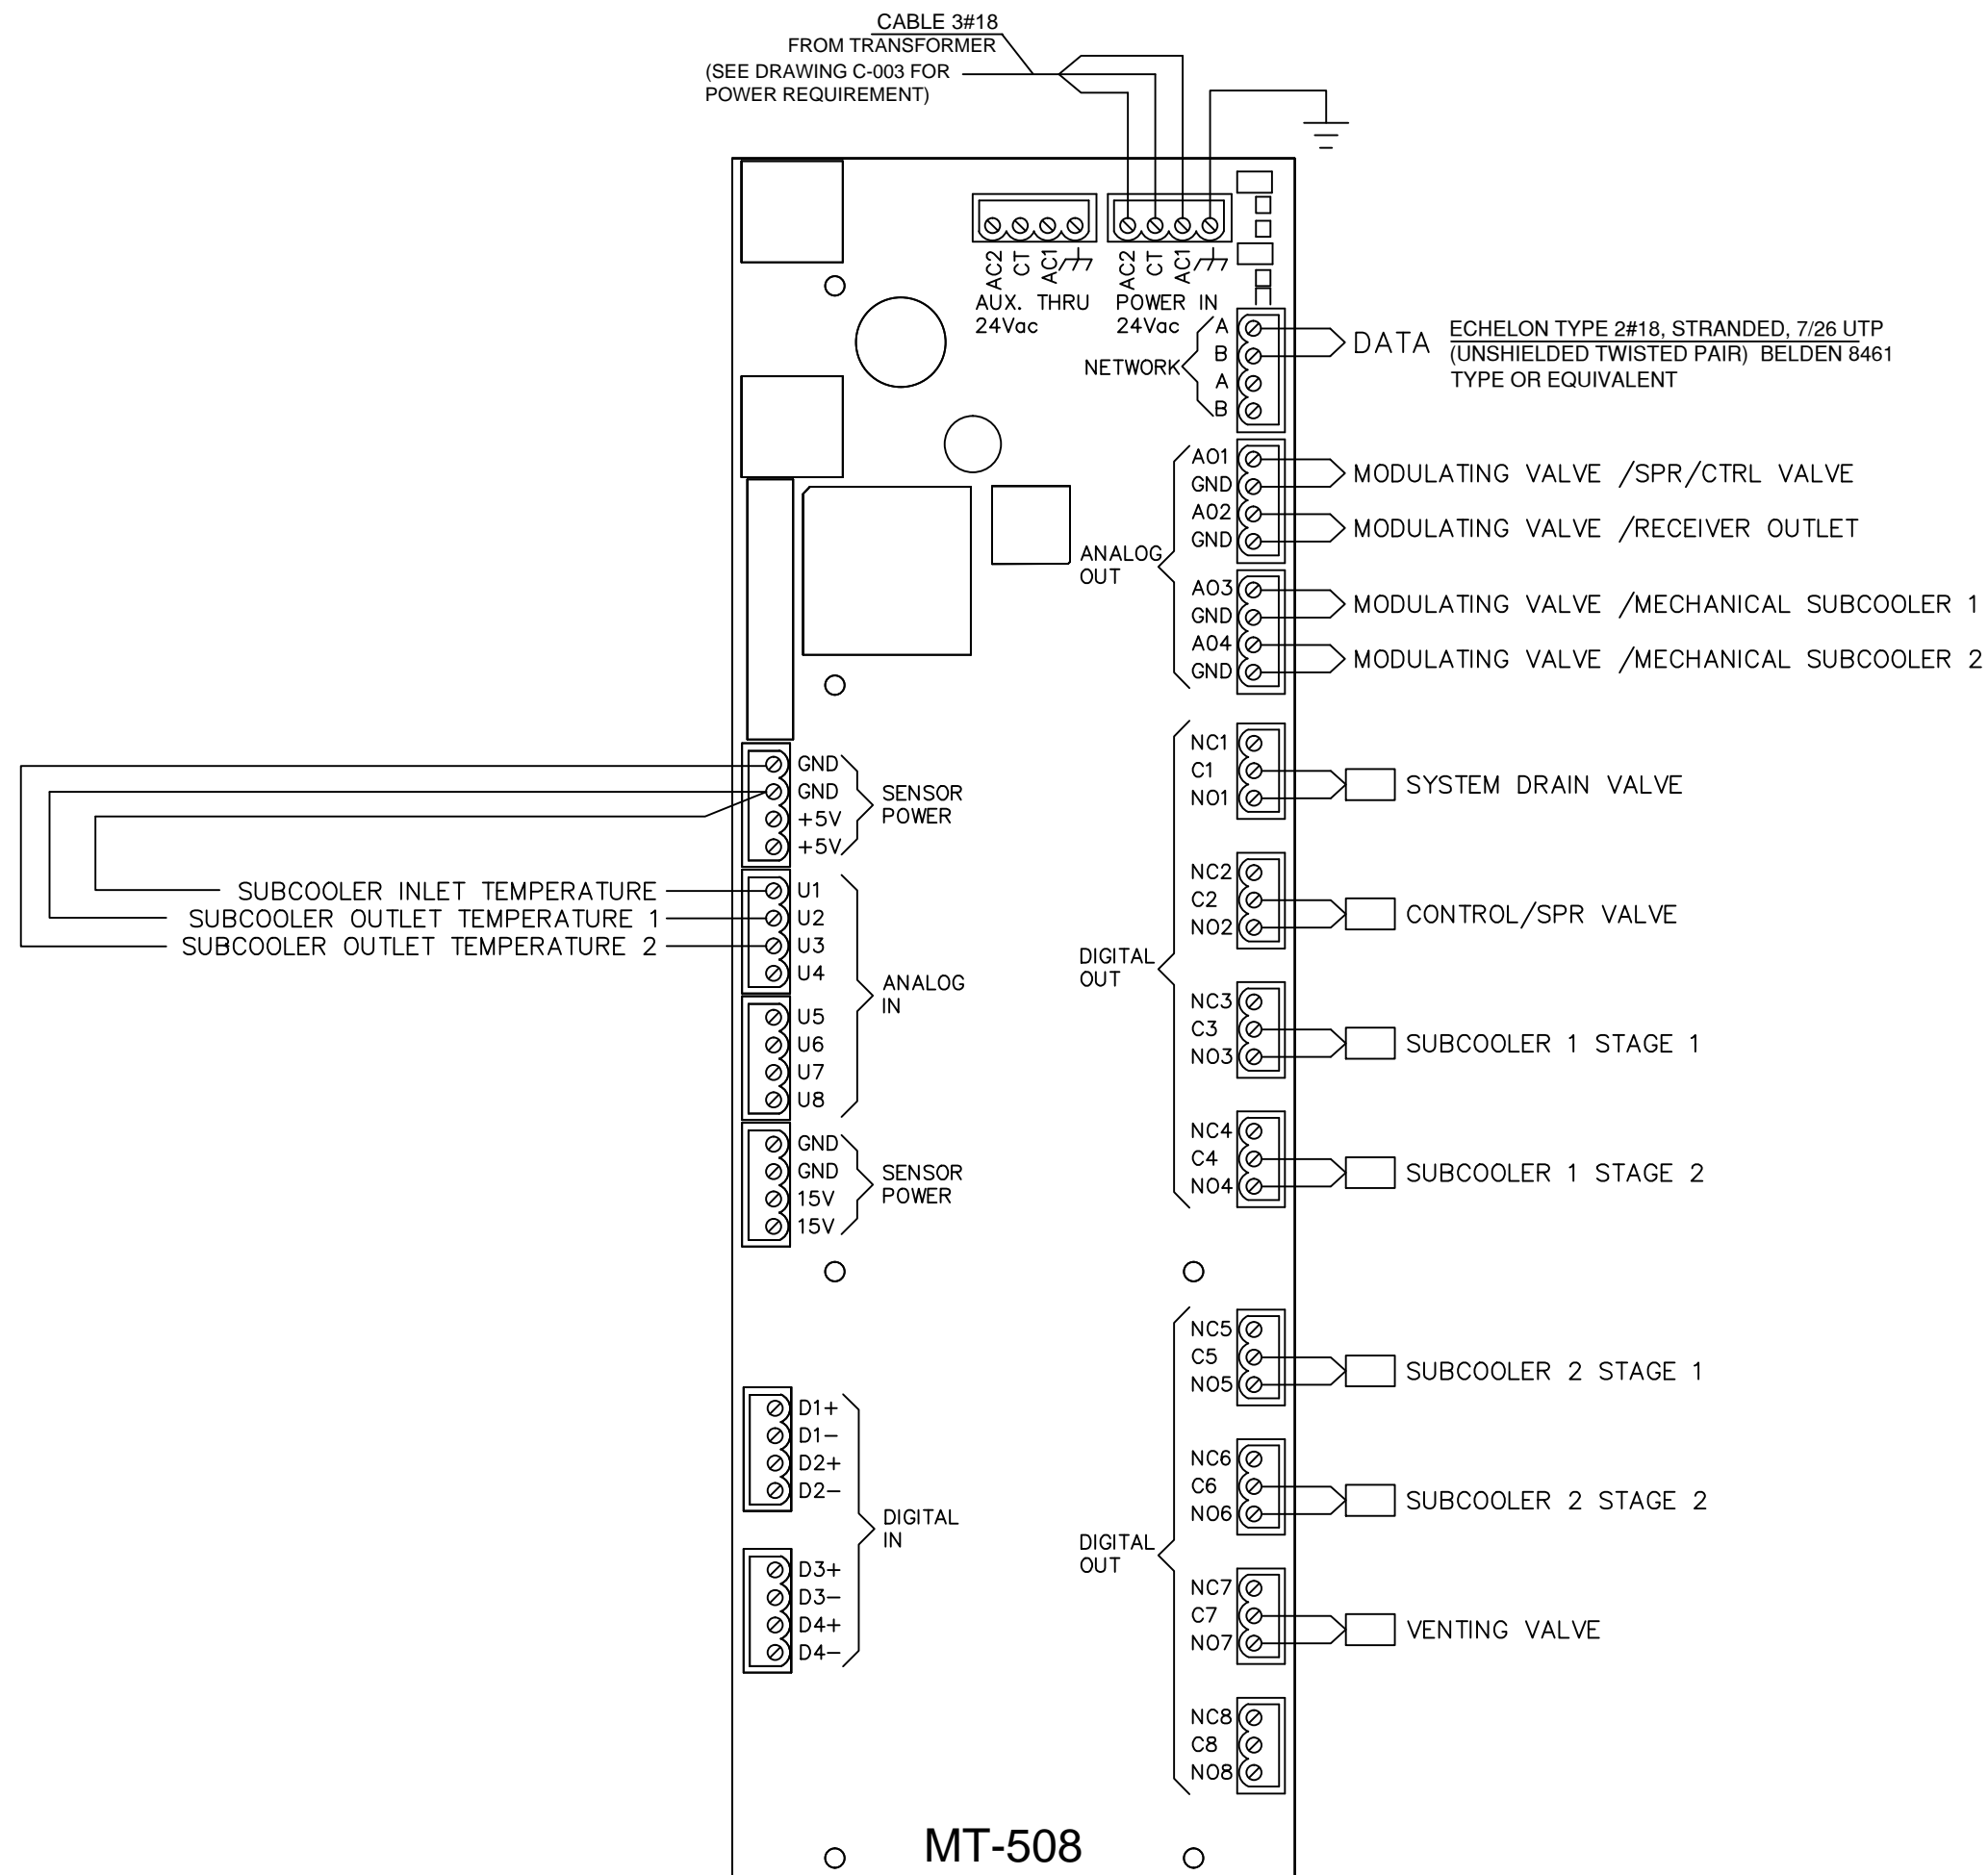 CABLE 3#18
FROM TRANSFORMER
(SEE DRAWING C-003 FOR
POWER REQUIREMENT)
AC2
CT
AC1
AUX. THRU
24Vac
AC2
CT
AC1
POWER IN
24Vac
NETWORK
A
B
A
B
DATA
ECHELON TYPE 2#18, STRANDED, 7/26 UTP
(UNSHIELDED TWISTED PAIR) BELDEN 8461
TYPE OR EQUIVALENT
ANALOG
OUT
AO1
GND
AO2
GND
AO3
GND
AO4
GND
MODULATING VALVE /SPR/CTRL VALVE
MODULATING VALVE /RECEIVER OUTLET
MODULATING VALVE /MECHANICAL SUBCOOLER 1
MODULATING VALVE /MECHANICAL SUBCOOLER 2
GND
GND
+5V
+5V
SENSOR
POWER
SUBCOOLER INLET TEMPERATURE
SUBCOOLER OUTLET TEMPERATURE 1
SUBCOOLER OUTLET TEMPERATURE 2
U1
U2
U3
U4
U5
U6
U7
U8
ANALOG
IN
GND
GND
15V
15V
SENSOR
POWER
DIGITAL
OUT
NC1
C1
NO1
SYSTEM DRAIN VALVE
NC2
C2
NO2
CONTROL/SPR VALVE
NC3
C3
NO3
SUBCOOLER 1 STAGE 1
NC4
C4
NO4
SUBCOOLER 1 STAGE 2
D1+
D1-
D2+
D2-
D3+
D3-
D4+
D4-
DIGITAL
IN
DIGITAL
OUT
NC5
C5
NO5
SUBCOOLER 2 STAGE 1
NC6
C6
NO6
SUBCOOLER 2 STAGE 2
NC7
C7
NO7
VENTING VALVE
NC8
C8
NO8
MT-508